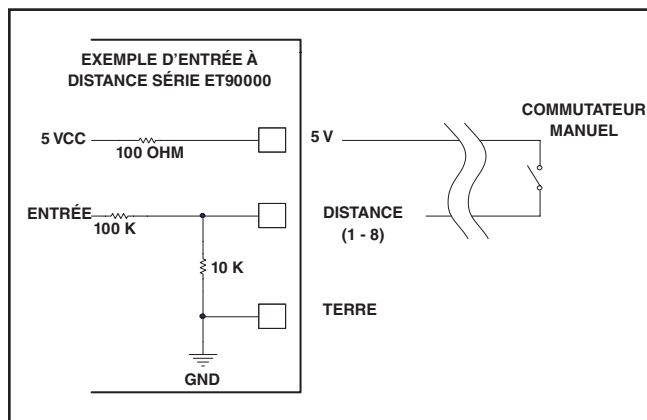 EXEMPLE D'ENTRÉE À
DISTANCE SÉRIE ET90000
COMMUTATEUR
MANUEL
5 VCC
100 OHM
5 V
ENTRÉE
100 K
DISTANCE
(1 - 8)
10 K
TERRE
GND